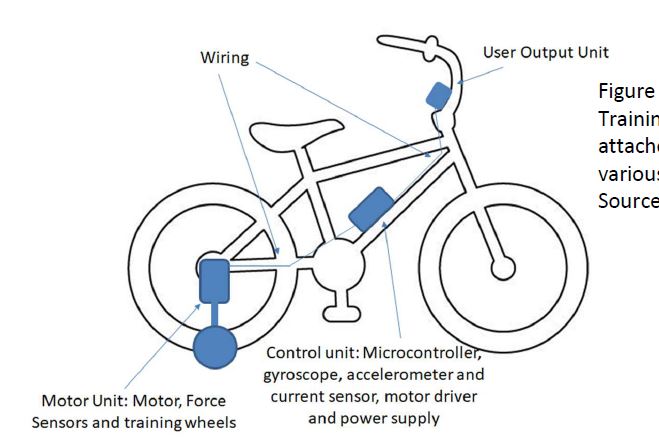 Wiring
User Output Unit
Figure
attache
various
Source
Control unit: Microcontroller,
gyroscope, accelerometer and
current sensor, motor driver
and power supply
Motor Unit: Motor, Force
Sensors and training wheels